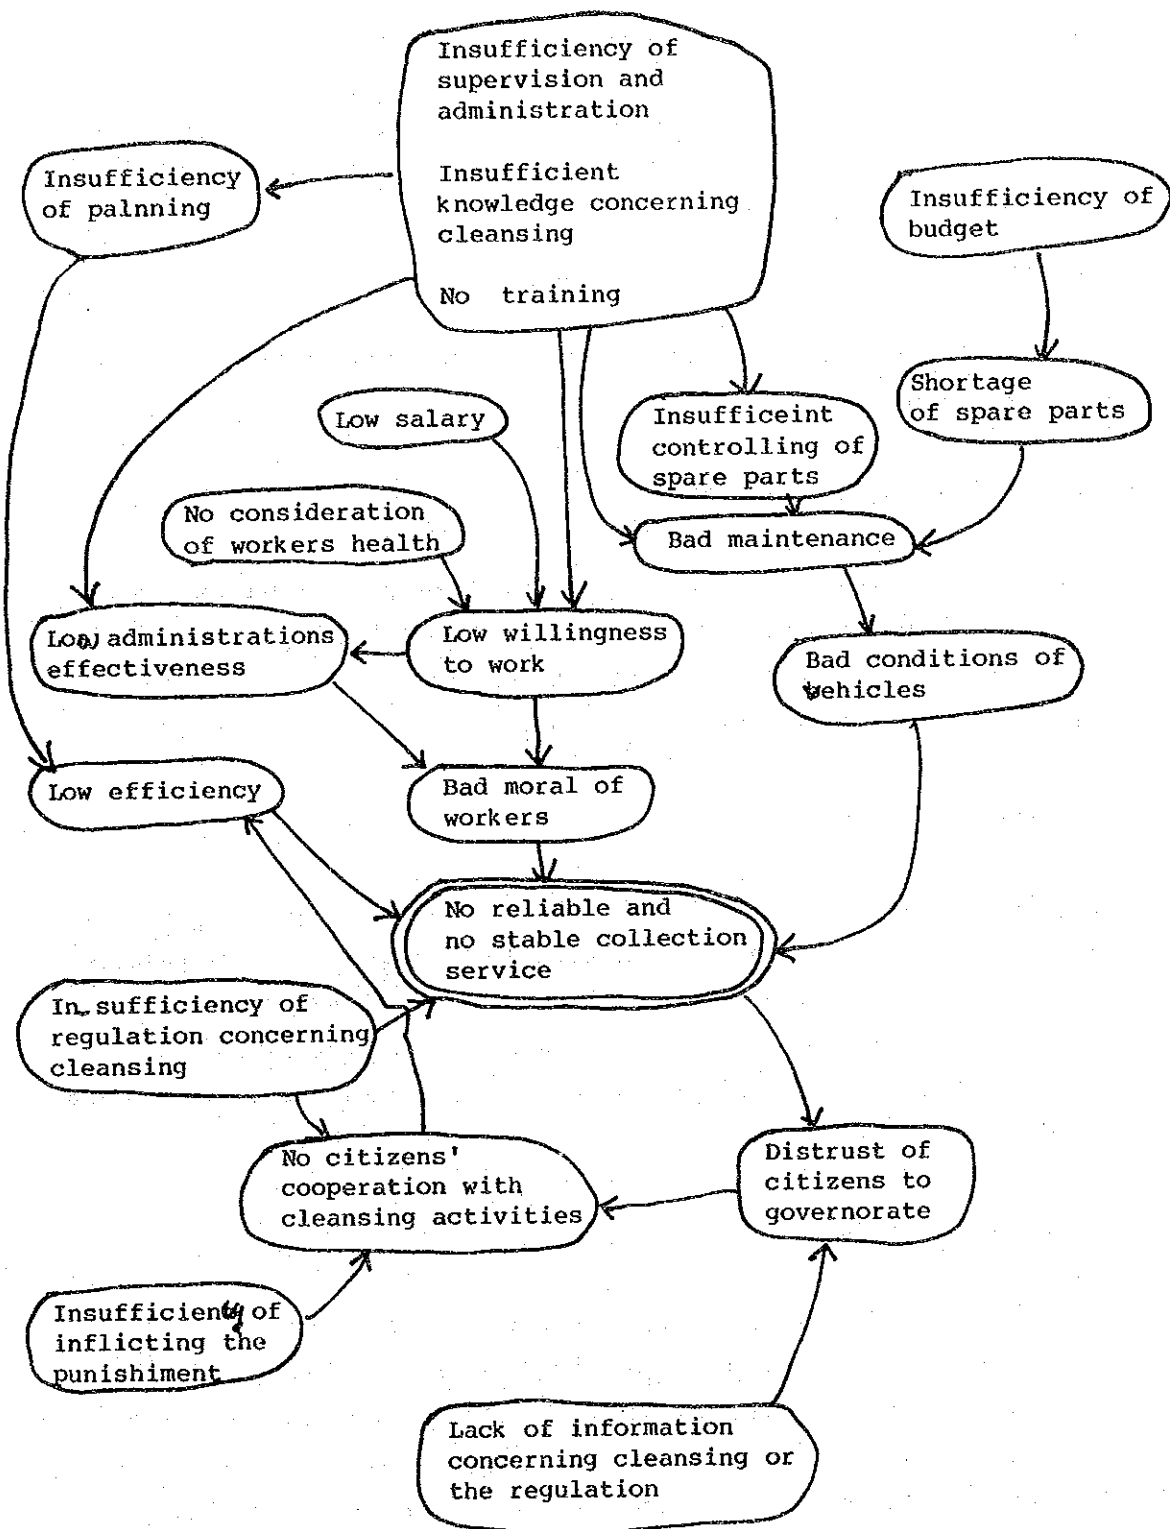 Insufficiency of
supervision and
administration
Insufficient
knowledge concerning
cleansing
No training
Insufficiency
of palnning
Insufficiency of
budget
Low salary
Insufficeint
controlling of
spare parts
Shortage
of spare parts
No consideration
of workers health
Bad maintenance
Low administrations
effectiveness
Low willingness
to work
Bad conditions of
vehicles
Low efficiency
Bad moral of
workers
No reliable and
no stable collection
service
In sufficiency of
regulation concerning
cleansing
No citizens'
cooperation with
cleansing activities
Distrust of
citizens to
governorate
Insufficienty of
inflicting the
punishiment
Lack of information
concerning cleansing or
the regulation